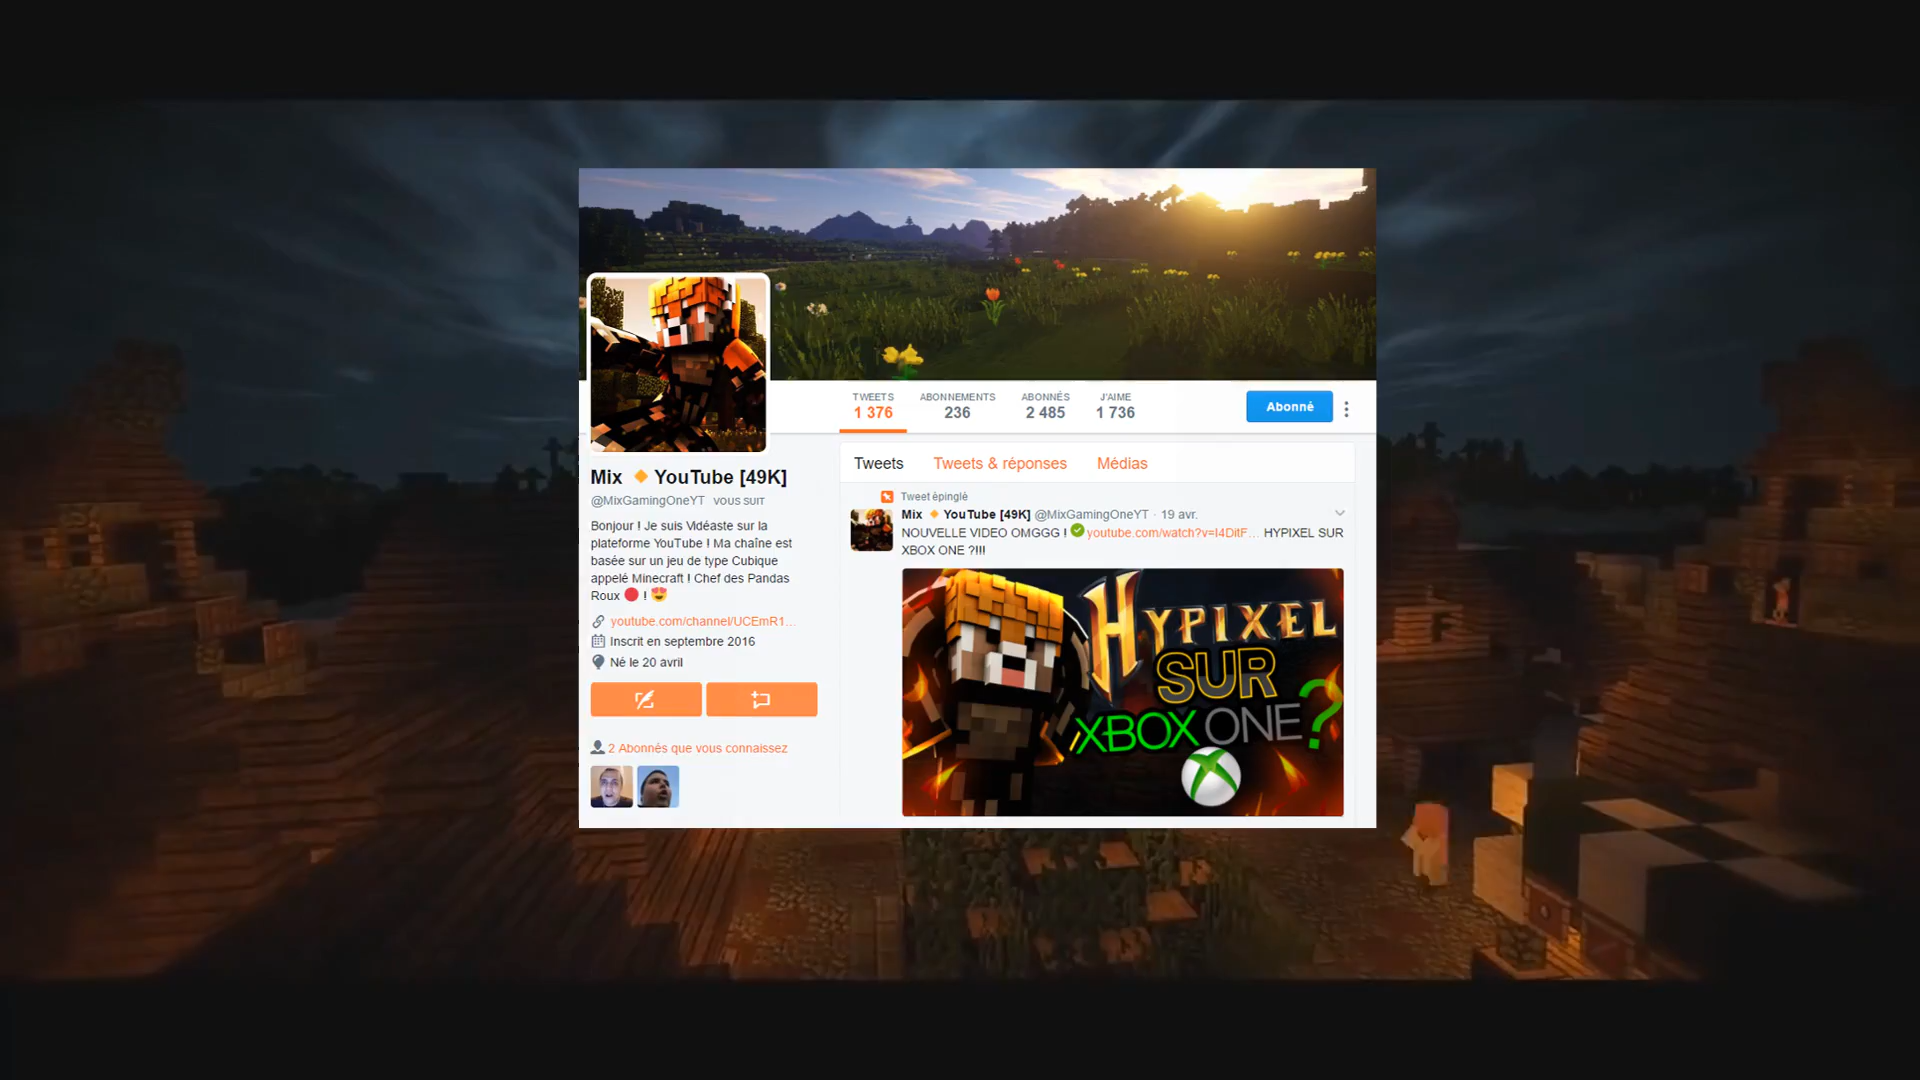 TWEETS ABONNEMENTS ABONNÉS J'AIME
1 376 236 2 485 1 736
Abonné
Mix 🔸 YouTube [49K]
@MixGamingOneYT vous suit
Bonjour ! Je suis Vidéaste sur la
plateforme YouTube ! Ma chaîne est
basée sur un jeu de type Cubique
appelé Minecraft ! Chef des Pandas
Roux 🔴 ! 😍
youtube.com/channel/UCEmR1...
Inscrit en septembre 2016
Né le 20 avril
2 Abonnés que vous connaissez
Tweets Tweets & réponses Médias
Tweet épinglé
Mix 🔸 YouTube [49K] @MixGamingOneYT · 19 avr.
NOUVELLE VIDEO OMGGG ! ✅ youtube.com/watch?v=I4DitF... HYPIXEL SUR
XBOX ONE ?!!!
HYPIXEL
SUR
XBOX ONE ?